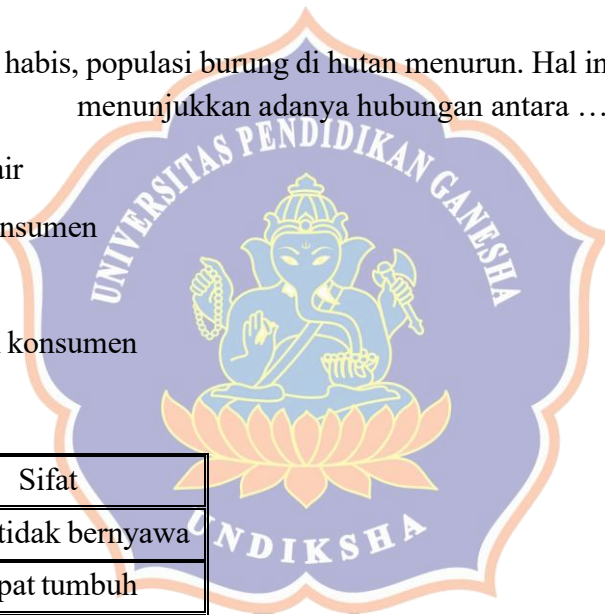 habis, populasi burung di hutan menurun. Hal in
menunjukkan adanya hubungan antara …
air
nsumen
konsumen
Sifat
tidak bernyawa
pat tumbuh
UNIVERSITAS PENDIDIKAN GANESHA
UNDIKSHA